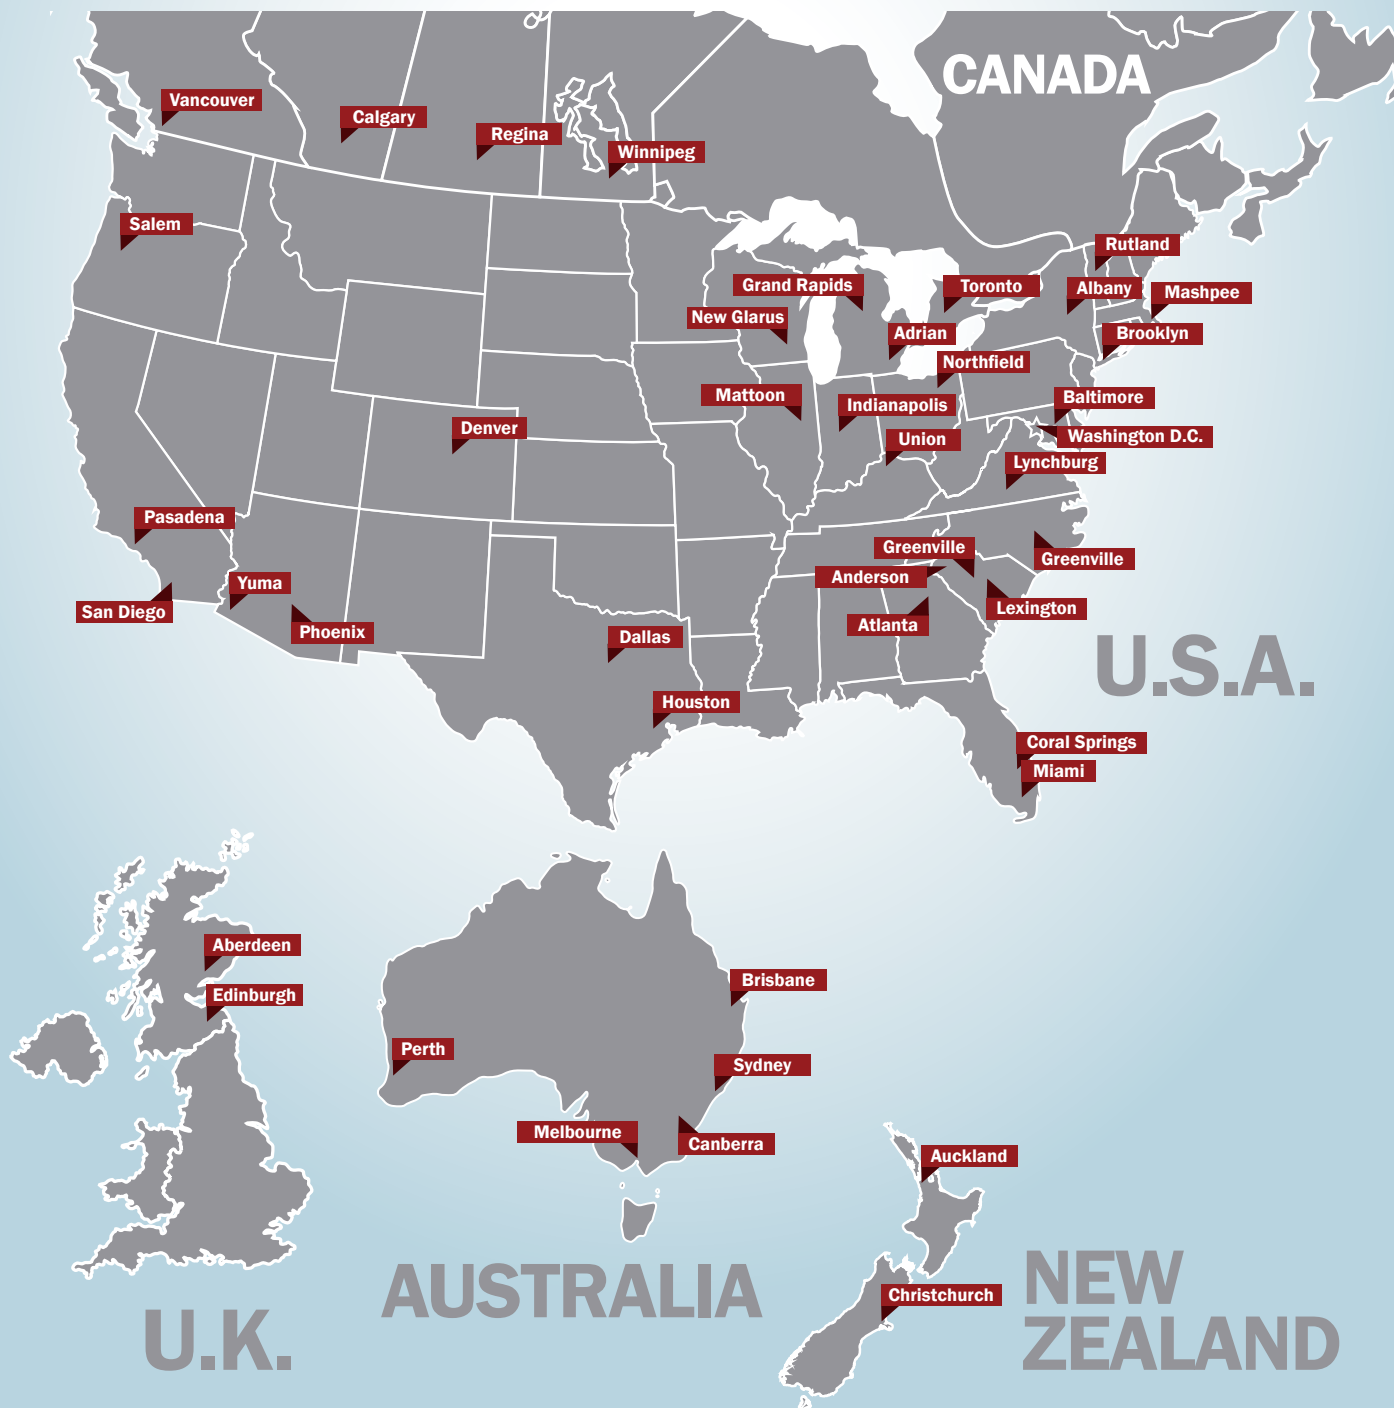 CANADA
Vancouver
Calgary
Regina
Winnipeg
Salem
Rutland
Grand Rapids
Toronto
Albany
Mashpee
New Glarus
Adrian
Brooklyn
Northfield
Mattoon
Indianapolis
Baltimore
Denver
Union
Washington D.C.
Lynchburg
Pasadena
Greenville
Greenville
Anderson
Yuma
San Diego
Lexington
Phoenix
Atlanta
Dallas
U.S.A.
Houston
Coral Springs
Miami
Aberdeen
Edinburgh
Brisbane
Perth
Sydney
Melbourne
Canberra
Auckland
Christchurch
AUSTRALIA
NEW
ZEALAND
U.K.